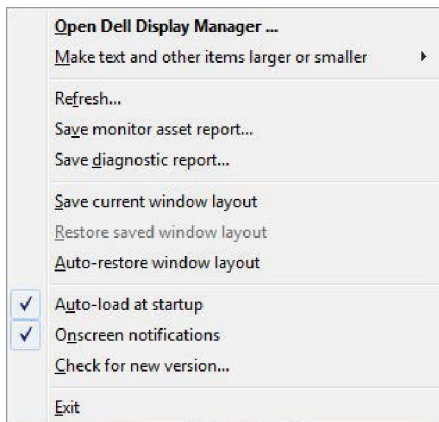 Open Dell Display Manager ...
Make text and other items larger or smaller
Refresh...
Save monitor asset report...
Save diagnostic report...
Save current window layout
Restore saved window layout
Auto-restore window layout
Auto-load at startup
Onscreen notifications
Check for new version...
Exit